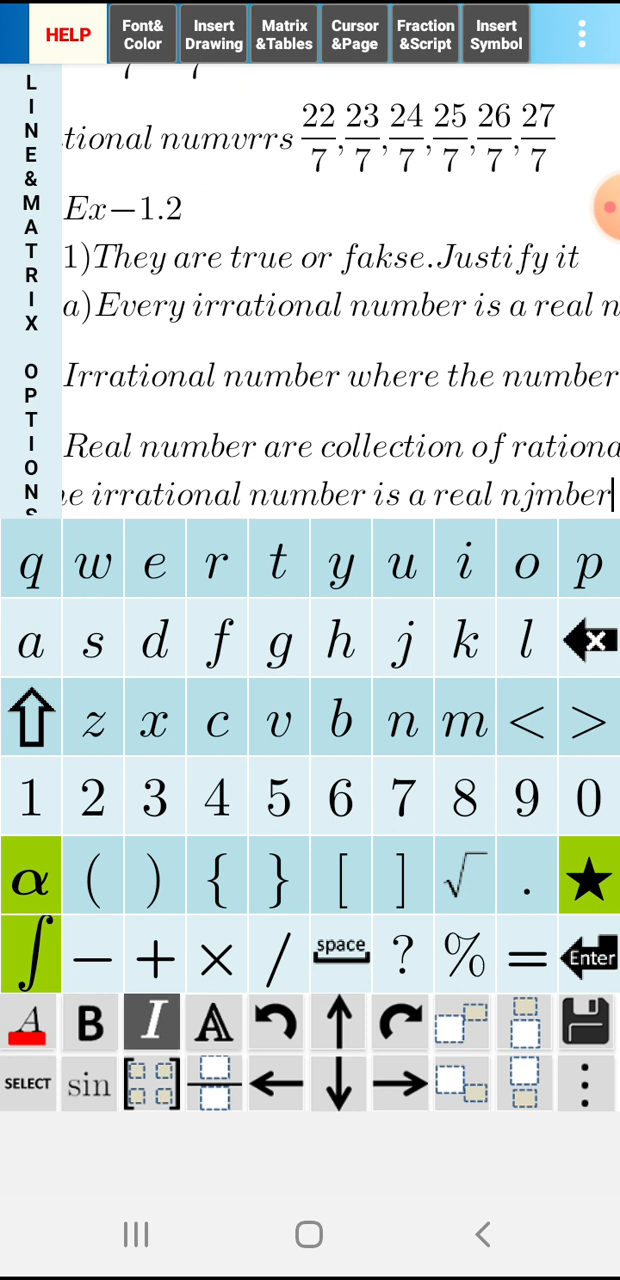 HELP Font& Color Insert Drawing Matrix &Tables Cursor &Page Fraction &Script Insert Symbol
LINE&MATRIX OPTIONS
tional numvrrs 22/7, 23/7, 24/7, 25/7, 26/7, 27/7
Ex−1.2
1)They are true or fakse.Justify it
a)Every irrational number is a real n
Irrational number where the number
Real number are collection of rationa
e irrational number is a real njmber
q w e r t y u i o p
a s d f g h j k l
z x c v b n m < >
1 2 3 4 5 6 7 8 9 0
α ( ) { } [ ] √ . ★
∫ − + × / space ? % = Enter
A B I A
SELECT sin